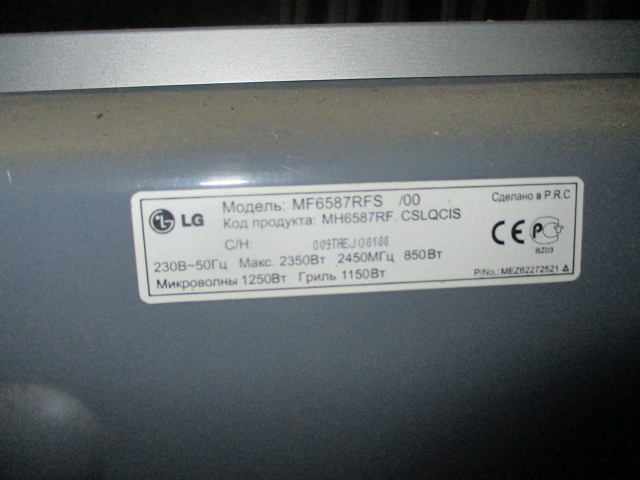 LG
Модель: MF6587RFS /00
Сделано в P.R.C
Код продукта: MH6587RF. CSLQCIS
С/Н: 009TAEJ00100
230В~50Гц Макс. 2350Вт 2450МГц 850Вт
Микроволны 1250Вт Гриль 1150Вт
CE PC
BZ03
P/No.: MEZ62272521